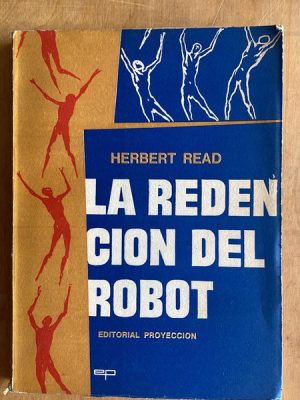 HERBERT READ
LA REDEN
CION DEL
ROBOT
EDITORIAL PROYECCION
ep